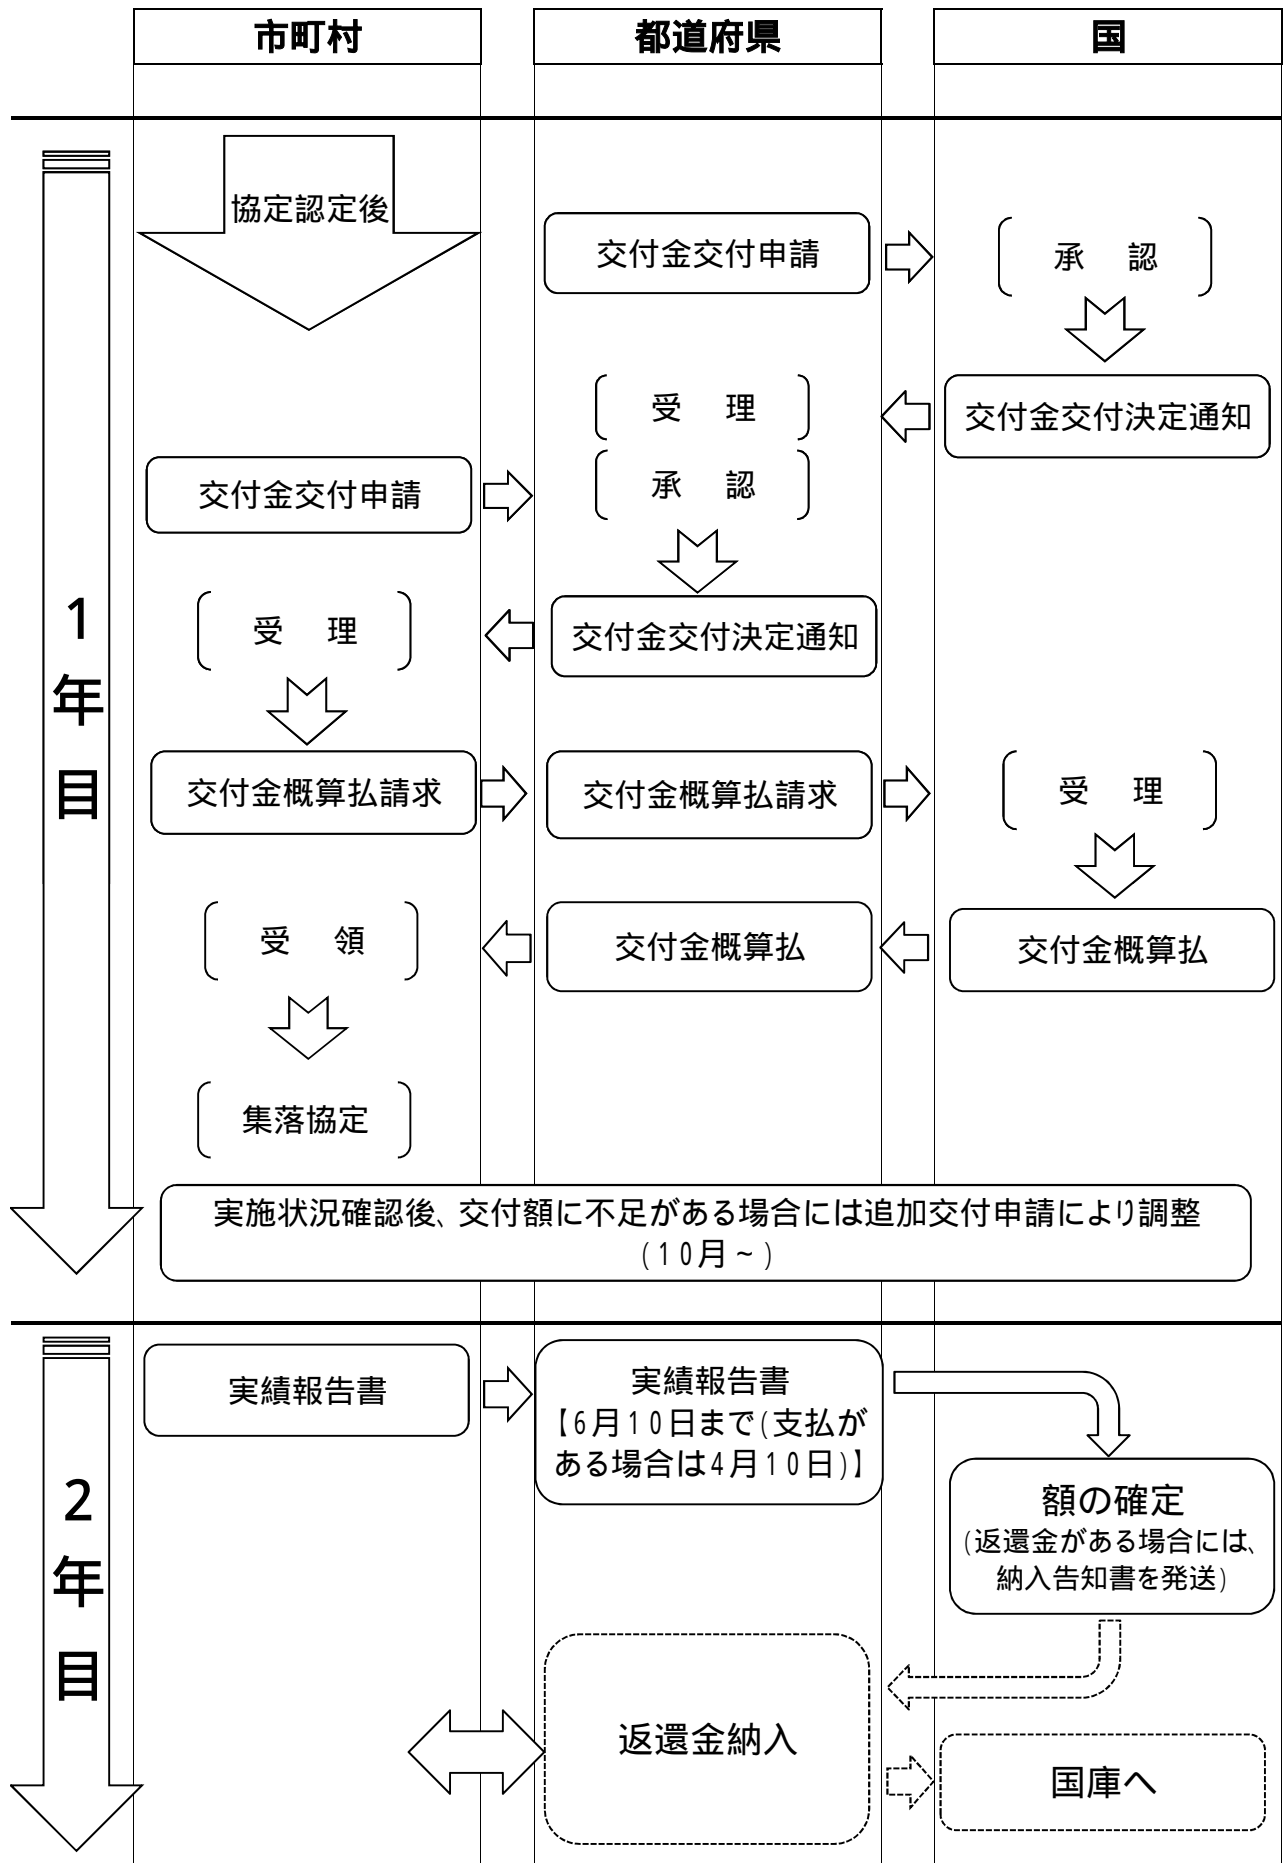 市町村 都道府県 国
1年目
協定認定後
交付金交付申請
承 認
受 理
交付金交付決定通知
交付金交付申請
承 認
受 理
交付金交付決定通知
交付金概算払請求
交付金概算払請求
受 理
受 領
交付金概算払
交付金概算払
集落協定
実施状況確認後、交付額に不足がある場合には追加交付申請により調整
(10月~)
2年目
実績報告書
実績報告書
【6月10日まで(支払が
ある場合は4月10日)】
額の確定
(返還金がある場合には、
納入告知書を発送)
返還金納入
国庫へ